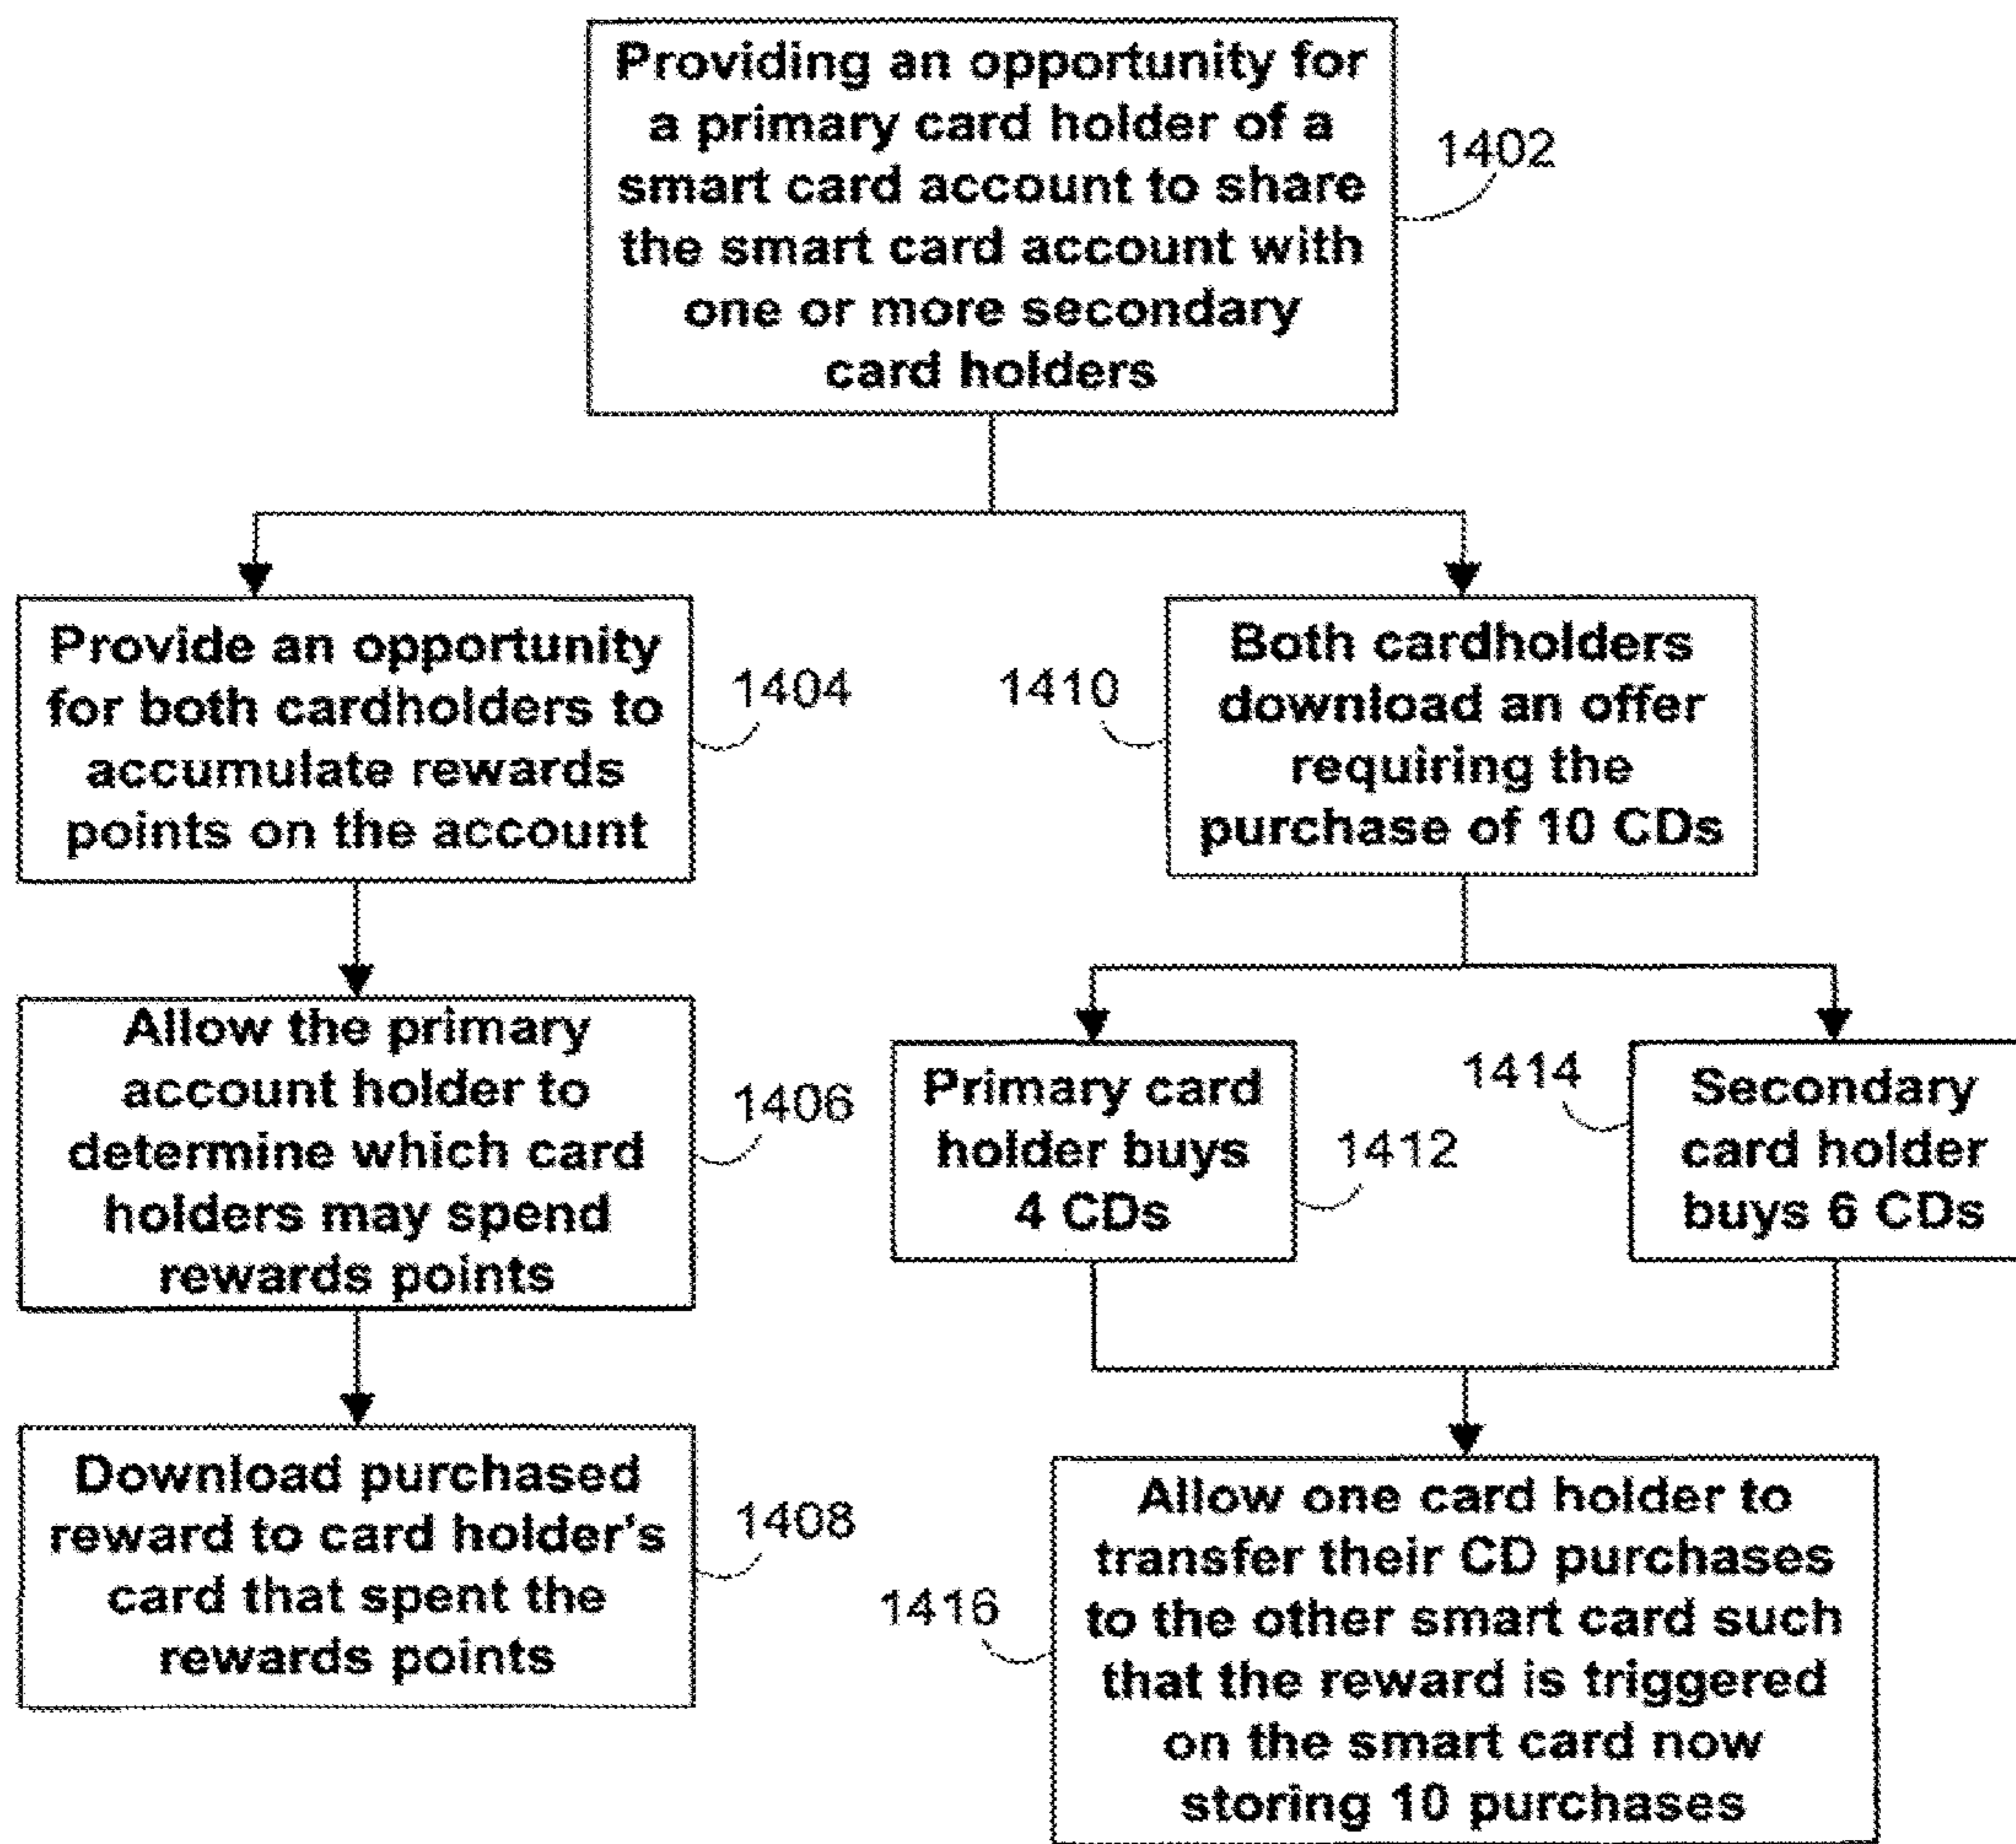 Providing an opportunity for
a primary card holder of a
smart card account to share
the smart card account with
one or more secondary
card holders
1402
Provide an opportunity
for both cardholders to
accumulate rewards
points on the account
1404
Allow the primary
account holder to
determine which card
holders may spend
rewards points
1406
Download purchased
reward to card holder's
card that spent the
rewards points
1408
1410
Both cardholders
download an offer
requiring the
purchase of 10 CDs
Primary card
holder buys
4 CDs
1412
1414
Secondary
card holder
buys 6 CDs
1416
Allow one card holder to
transfer their CD purchases
to the other smart card such
that the reward is triggered
on the smart card now
storing 10 purchases